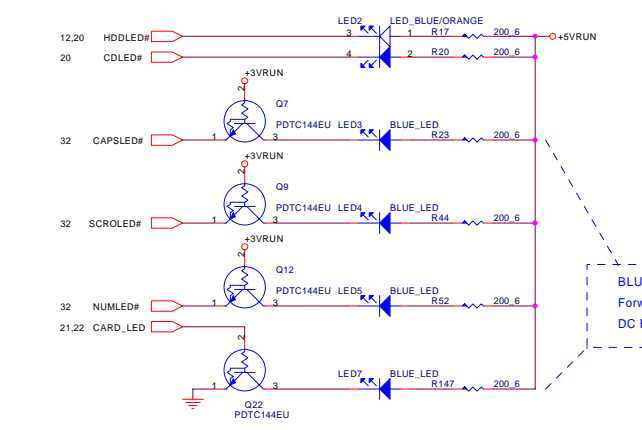 LED2 LED_BLUE/ORANGE
12,20 HDDLED# 3 1 R17 200_6 +5VRUN
20 CDLED# 4 2 R20 200_6
+3VRUN
2
Q7
PDTC144EU LED3 BLUE_LED
32 CAPSLED# 1 3 R23 200_6
+3VRUN
2
Q9
PDTC144EU LED4 BLUE_LED
32 SCROLED# 1 3 R44 200_6
+3VRUN
2
Q12
PDTC144EU LED5 BLUE_LED
32 NUMLED# 1 3 R52 200_6
21,22 CARD_LED
2
LED7 BLUE_LED
1 3 R147 200_6
Q22
PDTC144EU
BLU
Forw
DC